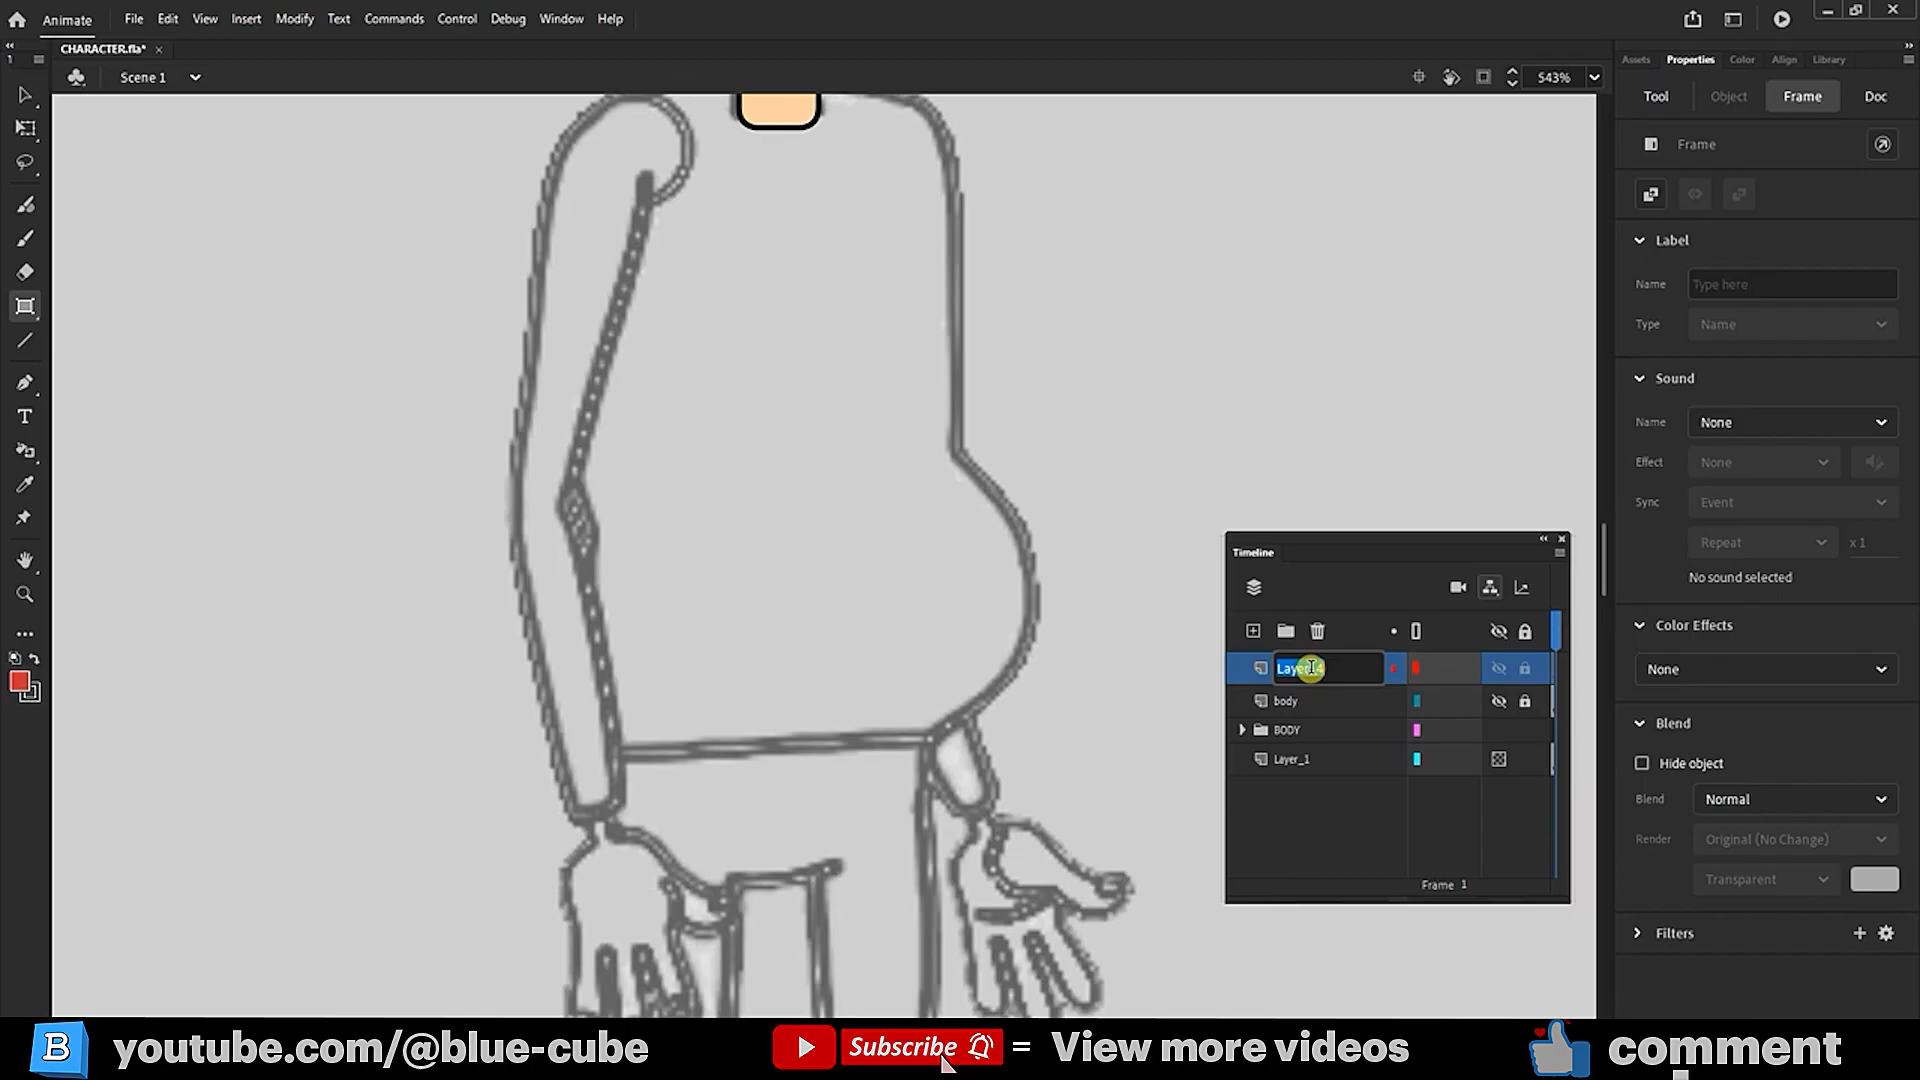 Animate File Edit View Insert Modify Text Commands Control Debug Window Help
CHARACTER.fla*
1
Scene 1
543%
Assets Properties Color Align Library
Tool Object Frame Doc
Frame
Label
Name Type here
Type Name
Sound
Name None
Effect None
Sync Event
Repeat x 1
No sound selected
Color Effects
None
Blend
Hide object
Blend Normal
Render Original (No Change)
Transparent
Filters
Timeline
Layer_4
body
BODY
Layer_1
Frame 1
B youtube.com/@blue-cube Subscribe = View more videos comment